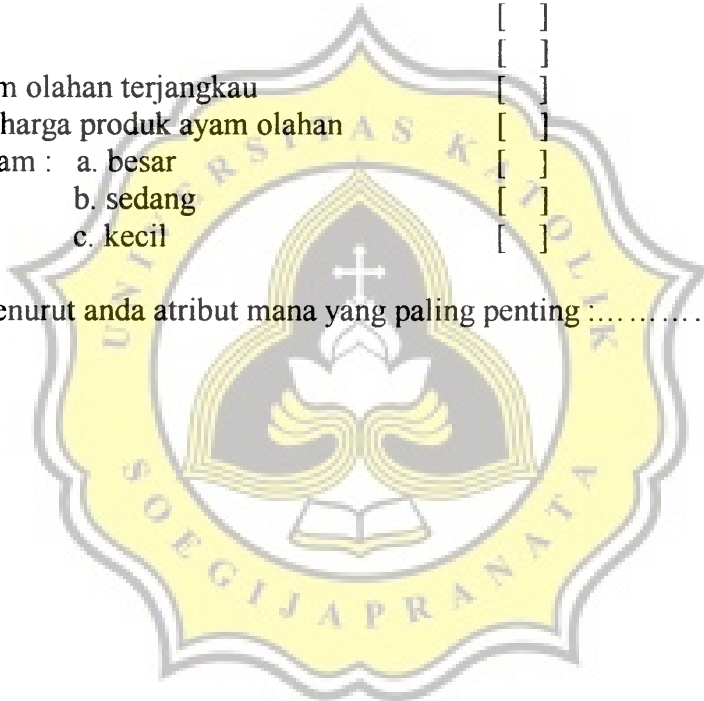 [ ]
[ ]
m olahan terjangkau [ ]
harga produk ayam olahan [ ]
am : a. besar [ ]
b. sedang [ ]
c. kecil [ ]
enurut anda atribut mana yang paling penting :...........
UNIVERSITAS KATOLIK
SOEGIJAPRANATA